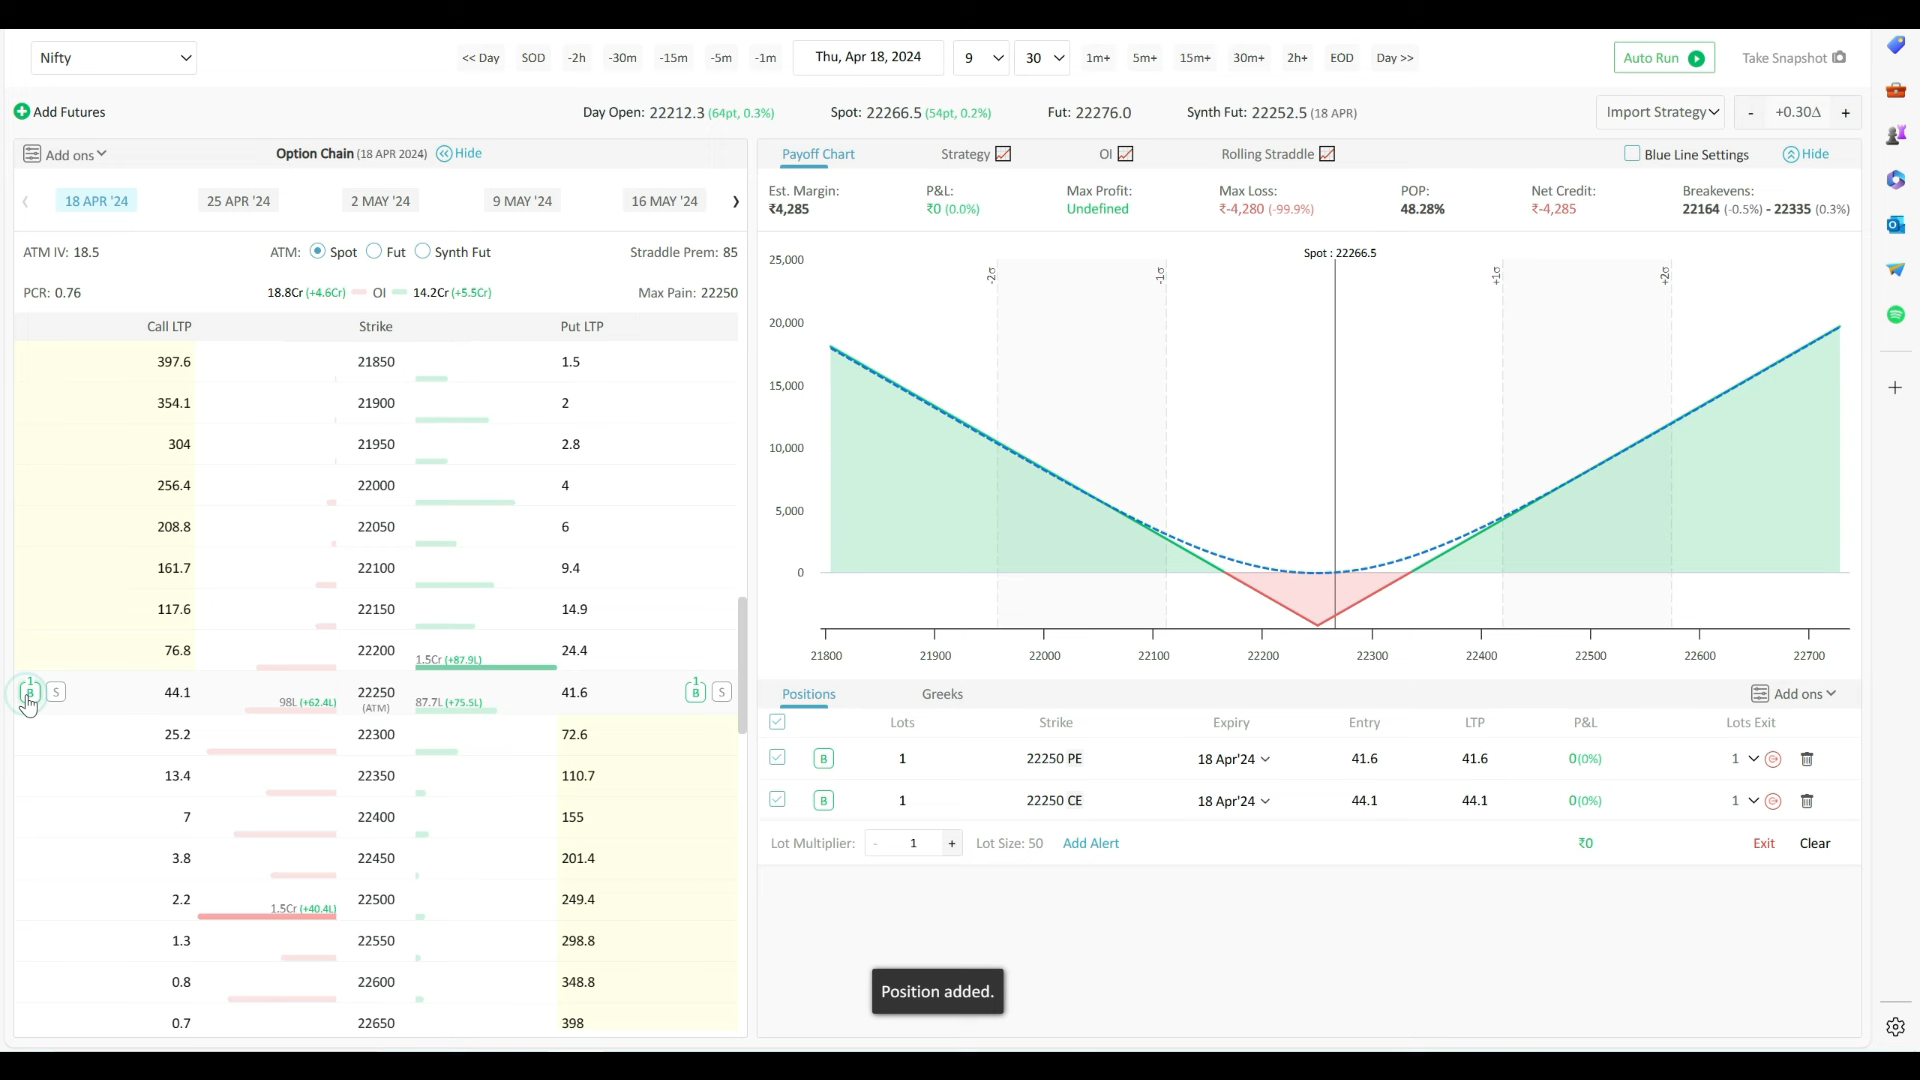 Nifty
<< Day SOD -2h -30m -15m -5m -1m Thu, Apr 18, 2024 9 30 1m+ 5m+ 15m+ 30m+ 2h+ EOD Day >>
Auto Run Take Snapshot
Add Futures
Day Open: 22212.3 (64pt, 0.3%) Spot: 22266.5 (54pt, 0.2%) Fut: 22276.0 Synth Fut: 22252.5 (18 APR)
Import Strategy - +0.30Δ +
Add ons Option Chain (18 APR 2024) Hide
18 APR '24 25 APR '24 2 MAY '24 9 MAY '24 16 MAY '24
ATM IV: 18.5 ATM: Spot Fut Synth Fut Straddle Prem: 85
PCR: 0.76 18.8Cr (+4.6Cr) OI 14.2Cr (+5.5Cr) Max Pain: 22250
Call LTP Strike Put LTP
397.6 21850 1.5
354.1 21900 2
304 21950 2.8
256.4 22000 4
208.8 22050 6
161.7 22100 9.4
117.6 22150 14.9
76.8 22200 1.5Cr (+87.9L) 24.4
1 B S 44.1 98L (+62.4L) 22250 87.7L (+75.5L) 41.6 1 B S
(ATM)
25.2 22300 72.6
13.4 22350 110.7
7 22400 155
3.8 22450 201.4
2.2 1.5Cr (+40.4L) 22500 249.4
1.3 22550 298.8
0.8 22600 348.8
0.7 22650 398
Payoff Chart Strategy OI Rolling Straddle Blue Line Settings Hide
Est. Margin: P&L: Max Profit: Max Loss: POP: Net Credit: Breakevens:
₹4,285 ₹0 (0.0%) Undefined ₹-4,280 (-99.9%) 48.28% ₹-4,285 22164 (-0.5%) - 22335 (0.3%)
Spot : 22266.5
-2σ -1σ +1σ +2σ
25,000
20,000
15,000
10,000
5,000
0
21800 21900 22000 22100 22200 22300 22400 22500 22600 22700
Positions Greeks Add ons
Lots Strike Expiry Entry LTP P&L Lots Exit
B 1 22250 PE 18 Apr'24 41.6 41.6 0(0%) 1
B 1 22250 CE 18 Apr'24 44.1 44.1 0(0%) 1
Lot Multiplier: - 1 + Lot Size: 50 Add Alert ₹0 Exit Clear
Position added.